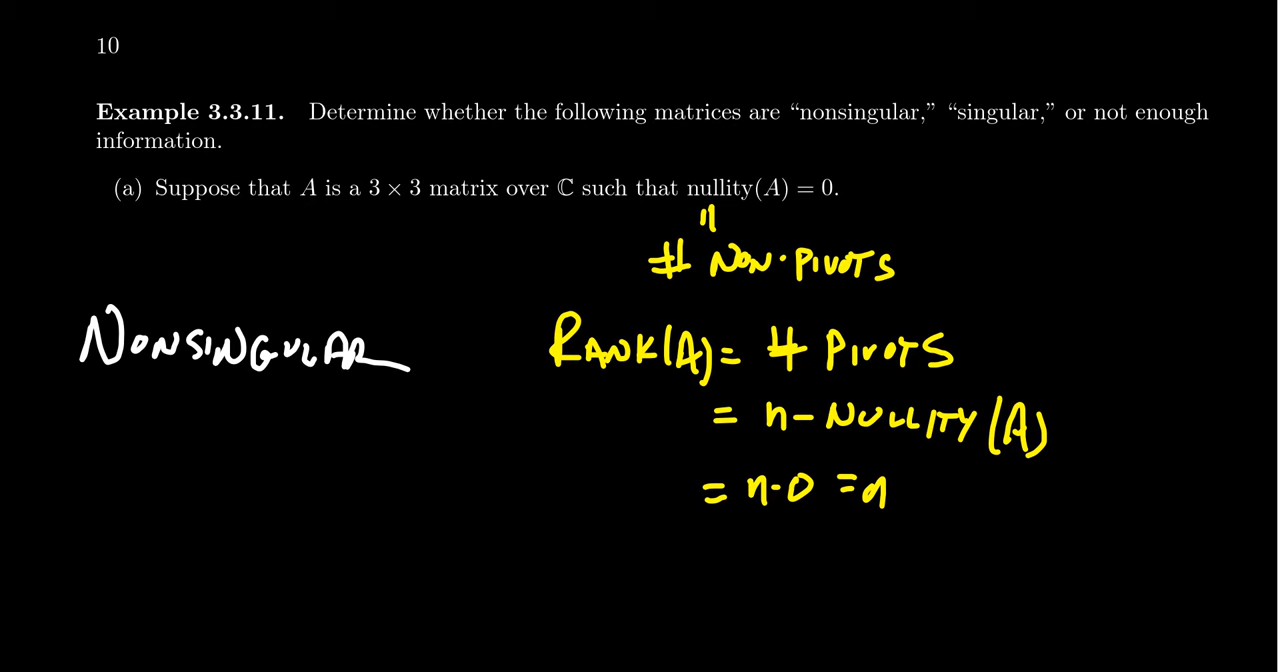 10
Example 3.3.11. Determine whether the following matrices are “nonsingular,” “singular,” or not enough
information.
(a) Suppose that A is a 3 × 3 matrix over ℂ such that nullity(A) = 0.
"
# NON-PIVOTS
NONSINGULAR
RANK(A) = # PIVOTS
= n - NULLITY(A)
= n - 0 = n